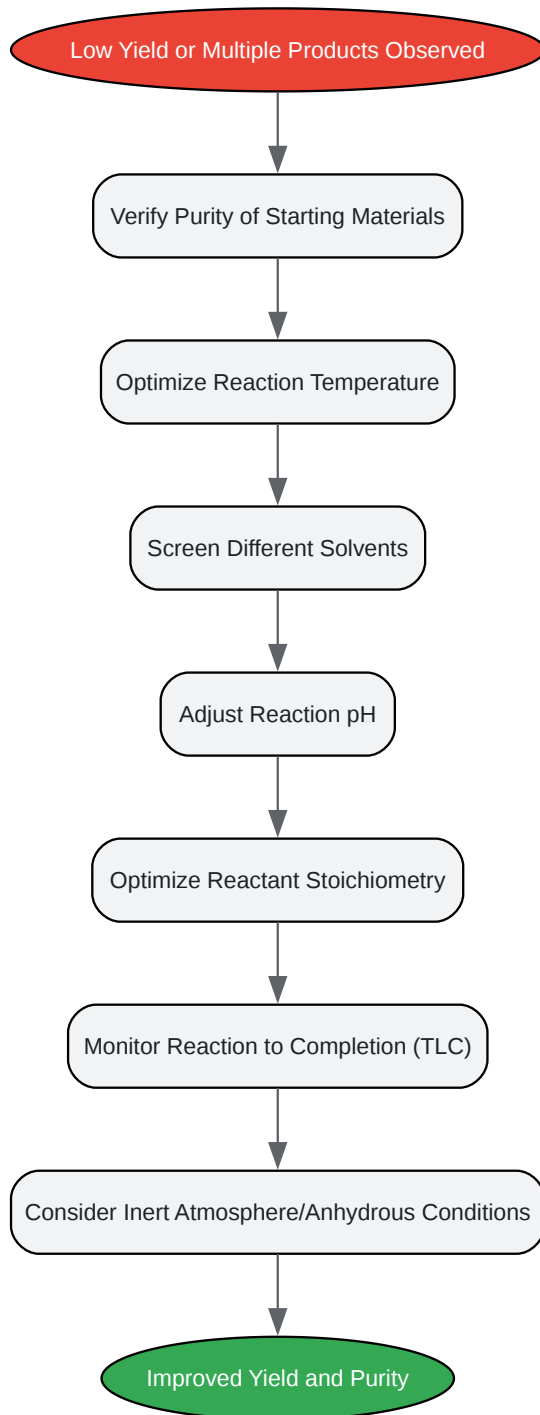 Low Yield or Multiple Products Observed
Verify Purity of Starting Materials
Optimize Reaction Temperature
Screen Different Solvents
Adjust Reaction pH
Optimize Reactant Stoichiometry
Monitor Reaction to Completion (TLC)
Consider Inert Atmosphere/Anhydrous Conditions
Improved Yield and Purity